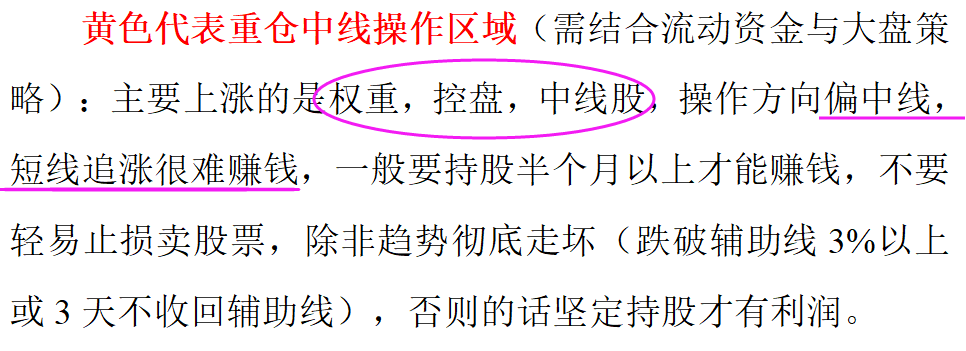 黄色代表重仓中线操作区域（需结合流动资金与大盘策
略）：主要上涨的是权重，控盘，中线股，操作方向偏中线，
短线追涨很难赚钱，一般要持股半个月以上才能赚钱，不要
轻易止损卖股票，除非趋势彻底走坏（跌破辅助线 3%以上
或 3 天不收回辅助线），否则的话坚定持股才有利润。